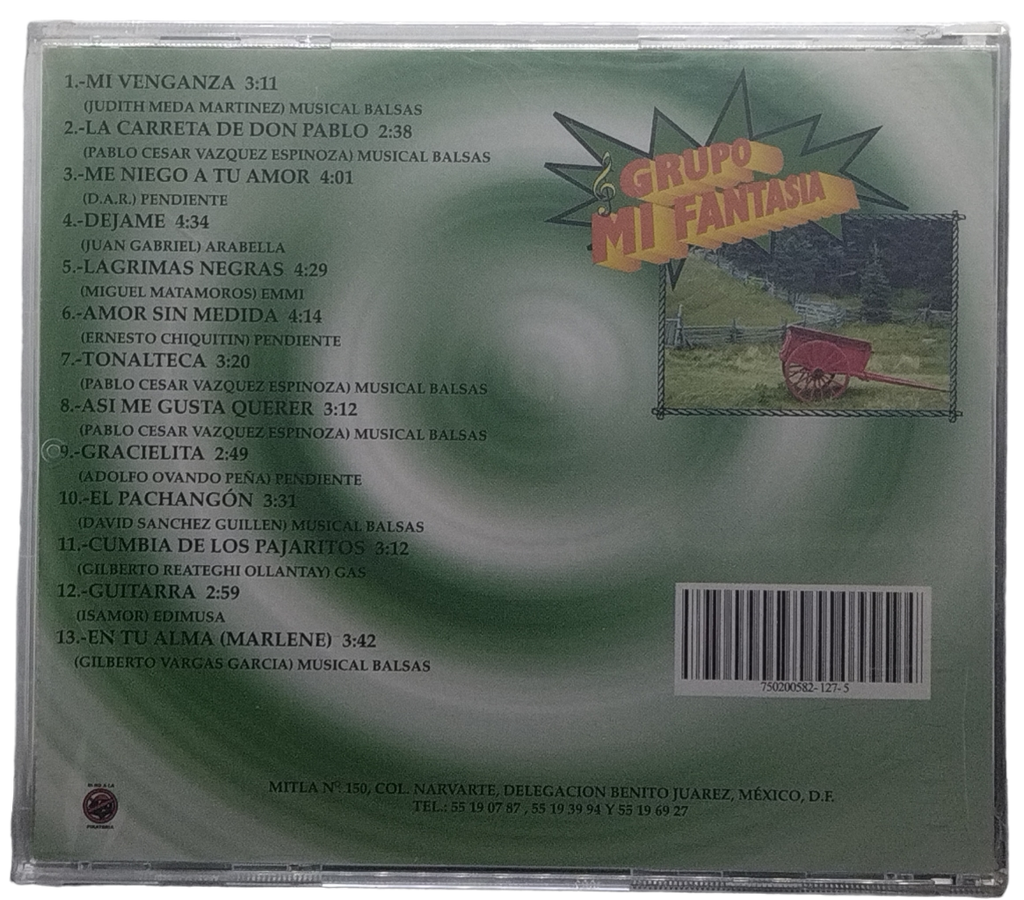 1.-MI VENGANZA 3:11
(JUDITH MEDA MARTINEZ) MUSICAL BALSAS
2.-LA CARRETA DE DON PABLO 2:38
(PABLO CESAR VAZQUEZ ESPINOZA) MUSICAL BALSAS
3.-ME NIEGO A TU AMOR 4:01
(D.A.R.) PENDIENTE
4.-DEJAME 4:34
(JUAN GABRIEL) ARABELLA
5.-LAGRIMAS NEGRAS 4:29
(MIGUEL MATAMOROS) EMMI
6.-AMOR SIN MEDIDA 4:14
(ERNESTO CHIQUITIN) PENDIENTE
7.-TONALTECA 3:20
(PABLO CESAR VAZQUEZ ESPINOZA) MUSICAL BALSAS
8.-ASI ME GUSTA QUERER 3:12
(PABLO CESAR VAZQUEZ ESPINOZA) MUSICAL BALSAS
9.-GRACIELITA 2:49
(ADOLFO OVANDO PEÑA) PENDIENTE
10.-EL PACHANGÓN 3:31
(DAVID SANCHEZ GUILLEN) MUSICAL BALSAS
11.-CUMBIA DE LOS PAJARITOS 3:12
(GILBERTO REATEGHI OLLANTAY) GAS
12.-GUITARRA 2:59
(ISAMOR) EDIMUSA
13.-EN TU ALMA (MARLENE) 3:42
(GILBERTO VARGAS GARCIA) MUSICAL BALSAS
GRUPO
MI FANTASIA
750200582-127-5
PIRATERIA
MITLA Nº. 150, COL. NARVARTE, DELEGACION BENITO JUAREZ, MÉXICO, D.F.
TEL.: 55 19 07 87 , 55 19 39 94 Y 55 19 69 27